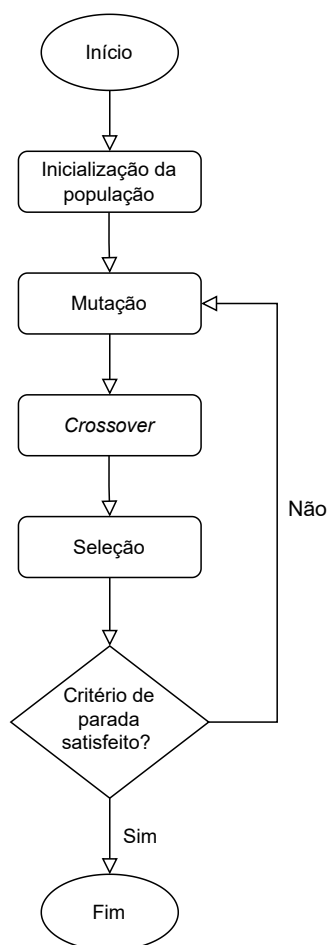 Início
Inicialização da
população
Mutação
Crossover
Seleção
Não
Critério de
parada
satisfeito?
Sim
Fim